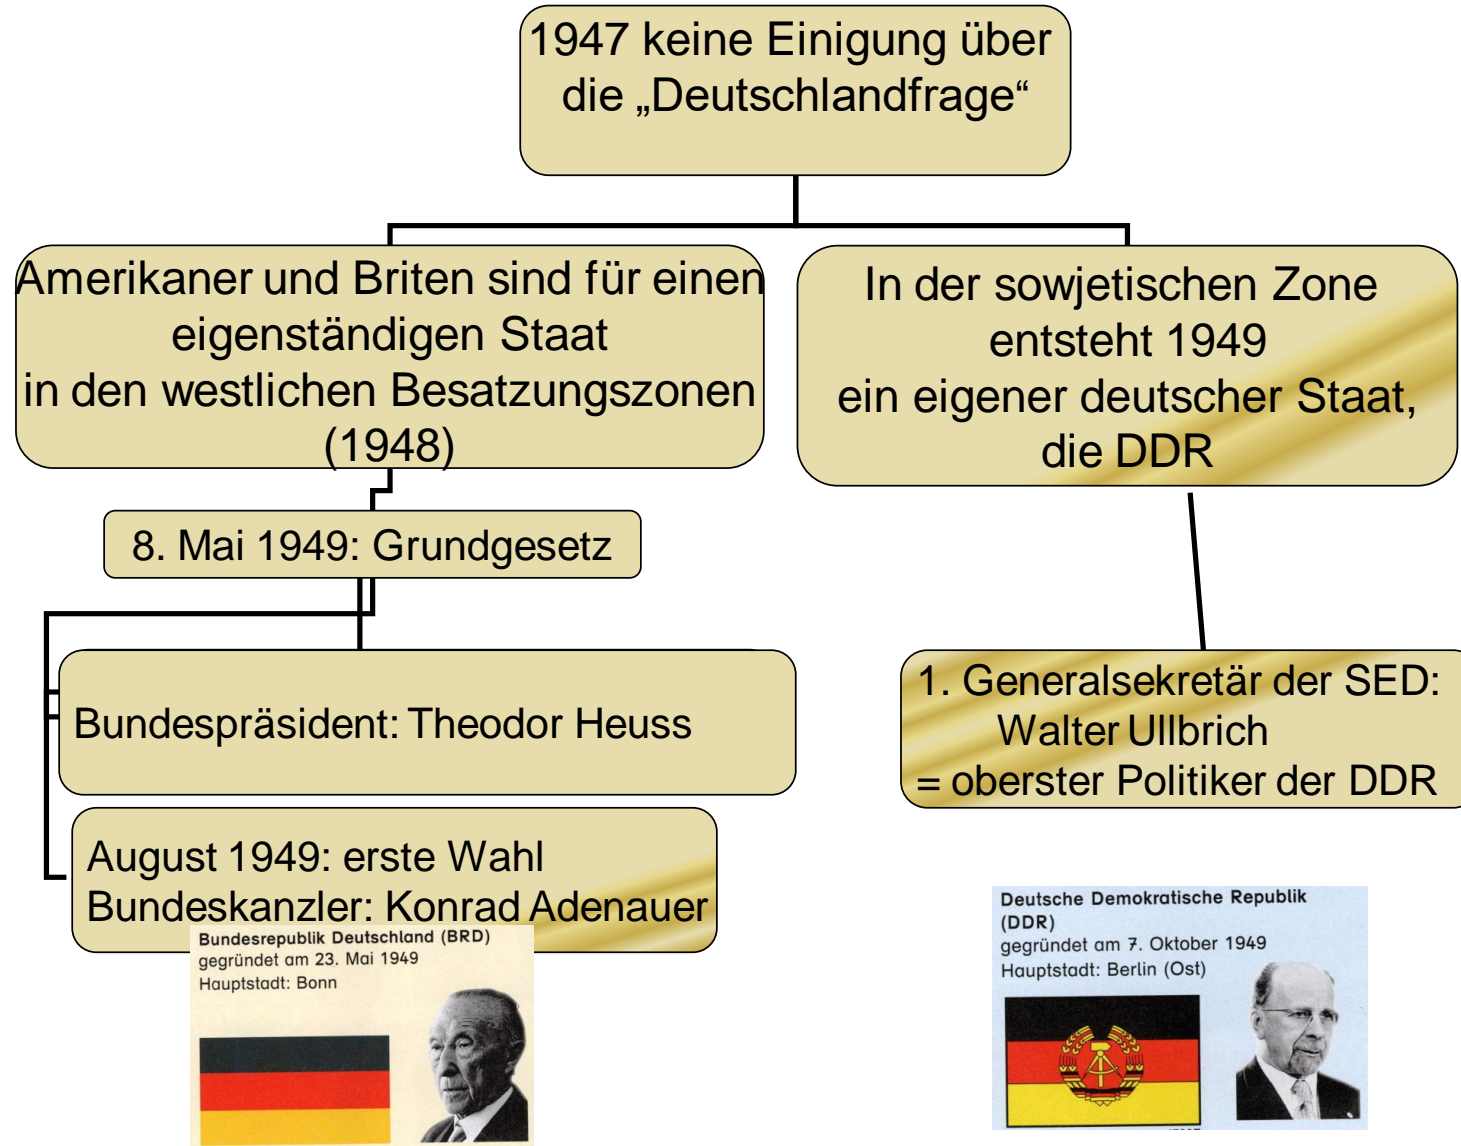 1947 keine Einigung über
die „Deutschlandfrage“
Amerikaner und Briten sind für einen
eigenständigen Staat
in den westlichen Besatzungszonen
(1948)
In der sowjetischen Zone
entsteht 1949
ein eigener deutscher Staat,
die DDR
8. Mai 1949: Grundgesetz
Bundespräsident: Theodor Heuss
1. Generalsekretär der SED:
Walter Ullbrich
= oberster Politiker der DDR
August 1949: erste Wahl
Bundeskanzler: Konrad Adenauer
Bundesrepublik Deutschland (BRD)
gegründet am 23. Mai 1949
Hauptstadt: Bonn
Deutsche Demokratische Republik
(DDR)
gegründet am 7. Oktober 1949
Hauptstadt: Berlin (Ost)